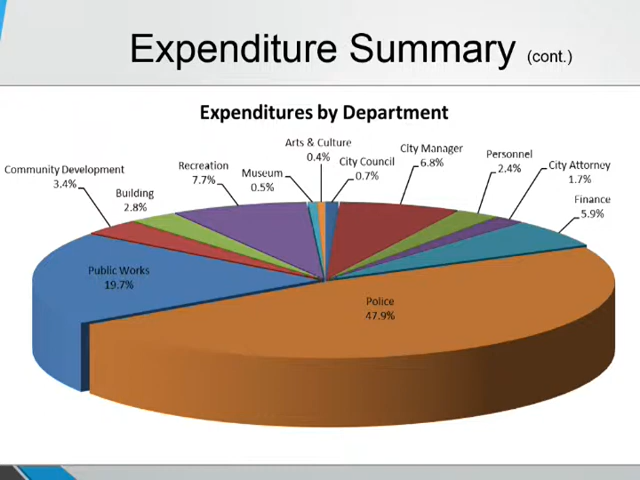 Expenditure Summary (cont.)
Expenditures by Department
Arts & Culture
0.4%
City Council
0.7%
City Manager
6.8%
Personnel
2.4%
City Attorney
1.7%
Finance
5.9%
Police
47.9%
Public Works
19.7%
Community Development
3.4%
Building
2.8%
Recreation
7.7%
Museum
0.5%